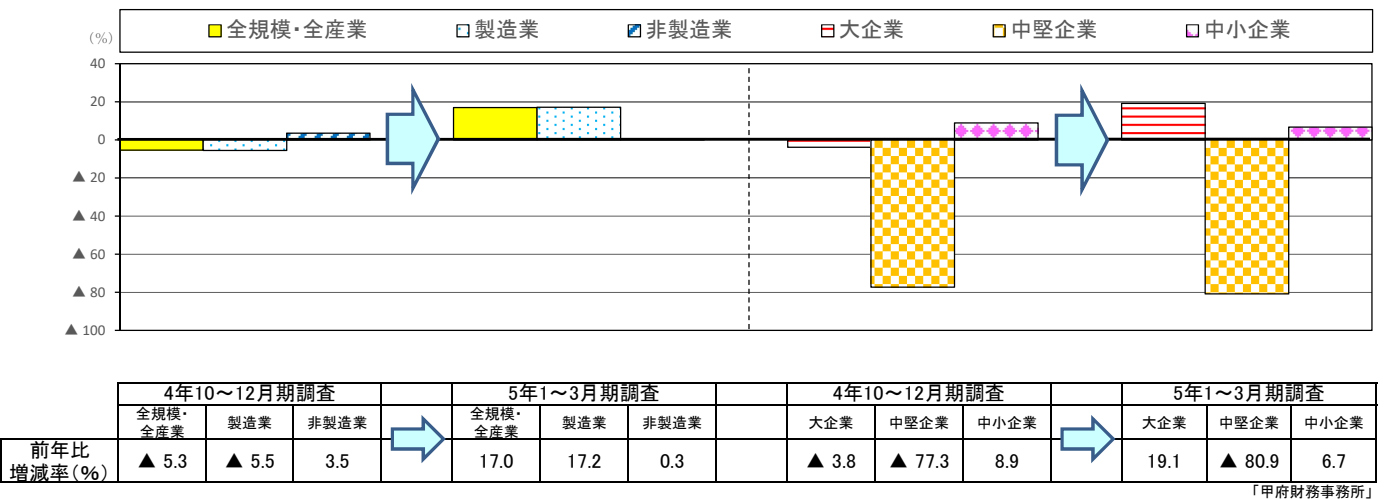 全規模・全産業 製造業 非製造業 大企業 中堅企業 中小企業
(%)
40
20
0
▲ 20
▲ 40
▲ 60
▲ 80
▲ 100
4年10～12月期調査 5年1～3月期調査 4年10～12月期調査 5年1～3月期調査
全規模・
全産業 製造業 非製造業 全規模・
全産業 製造業 非製造業 大企業 中堅企業 中小企業 大企業 中堅企業 中小企業
前年比
増減率(%) ▲ 5.3 ▲ 5.5 3.5 17.0 17.2 0.3 ▲ 3.8 ▲ 77.3 8.9 19.1 ▲ 80.9 6.7
「甲府財務事務所」